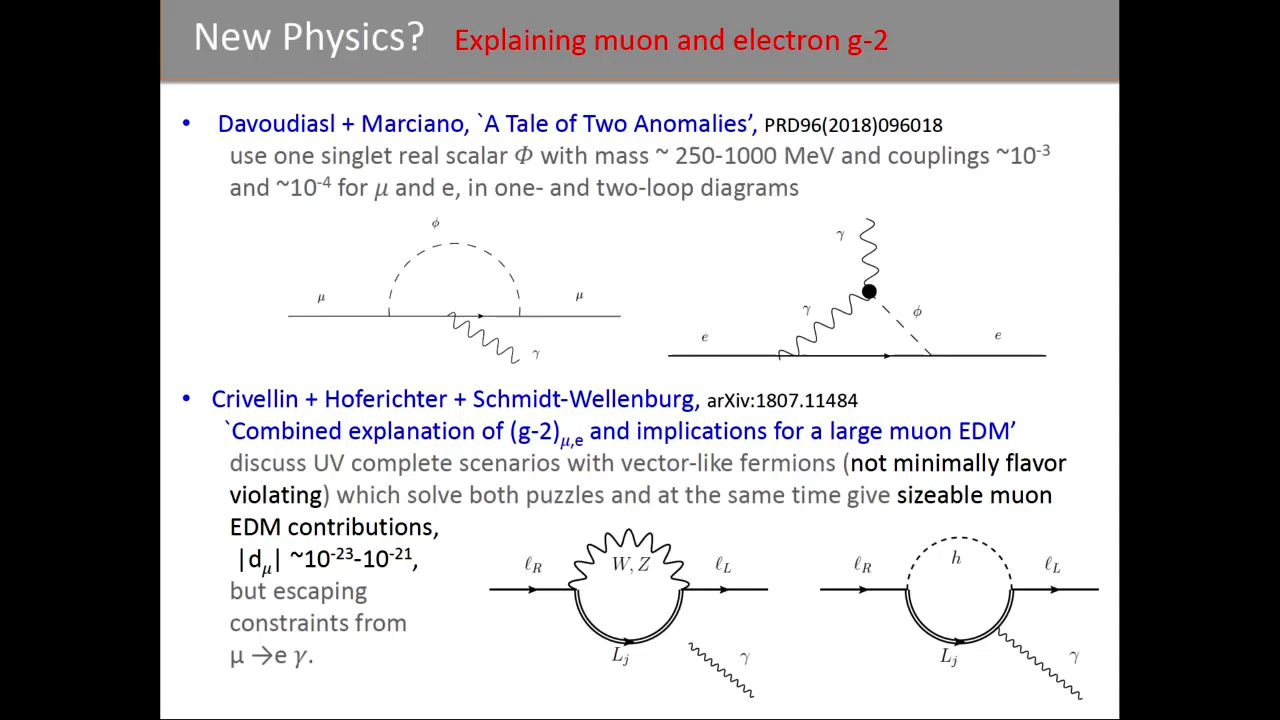 New Physics? Explaining muon and electron g-2
• Davoudiasl + Marciano, `A Tale of Two Anomalies’, PRD96(2018)096018
use one singlet real scalar Φ with mass ~ 250-1000 MeV and couplings ~10⁻³
and ~10⁻⁴ for μ and e, in one- and two-loop diagrams
ϕ
μ
μ
γ
γ
γ
ϕ
e
e
• Crivellin + Hoferichter + Schmidt-Wellenburg, arXiv:1807.11484
`Combined explanation of (g-2)μ,e and implications for a large muon EDM’
discuss UV complete scenarios with vector-like fermions (not minimally flavor
violating) which solve both puzzles and at the same time give sizeable muon
EDM contributions,
|dμ| ~10⁻²³-10⁻²¹,
but escaping
constraints from
μ →e γ.
ℓR
W, Z
ℓL
Lj
γ
ℓR
h
ℓL
Lj
γ